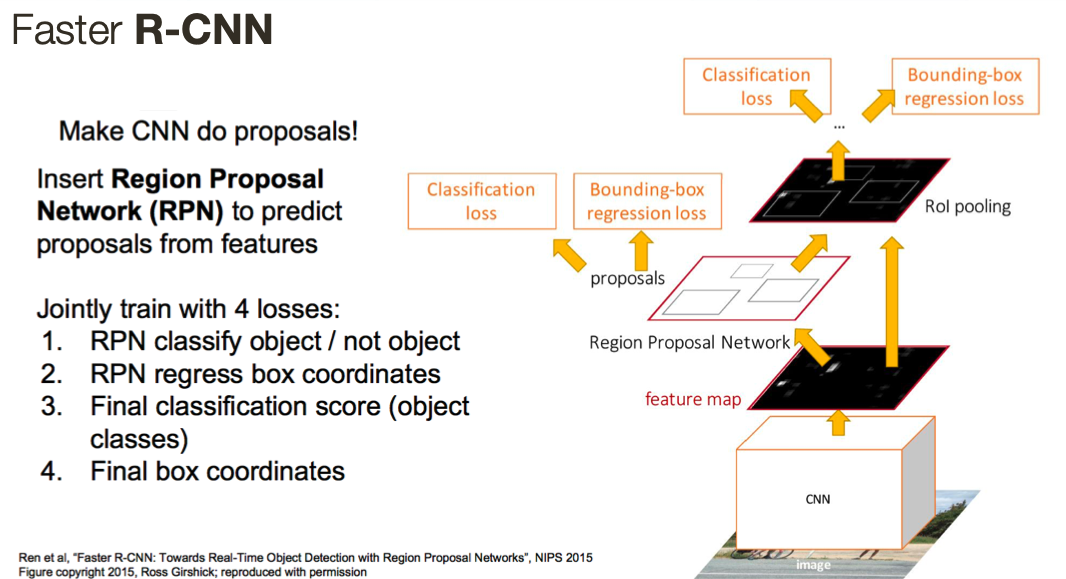 Faster R-CNN
Make CNN do proposals!
Insert Region Proposal
Network (RPN) to predict
proposals from features
Jointly train with 4 losses:
1. RPN classify object / not object
2. RPN regress box coordinates
3. Final classification score (object
classes)
4. Final box coordinates
Classification
loss
Bounding-box
regression loss
...
Classification
loss
Bounding-box
regression loss
RoI pooling
proposals
Region Proposal Network
feature map
CNN
image
Ren et al, “Faster R-CNN: Towards Real-Time Object Detection with Region Proposal Networks”, NIPS 2015
Figure copyright 2015, Ross Girshick; reproduced with permission